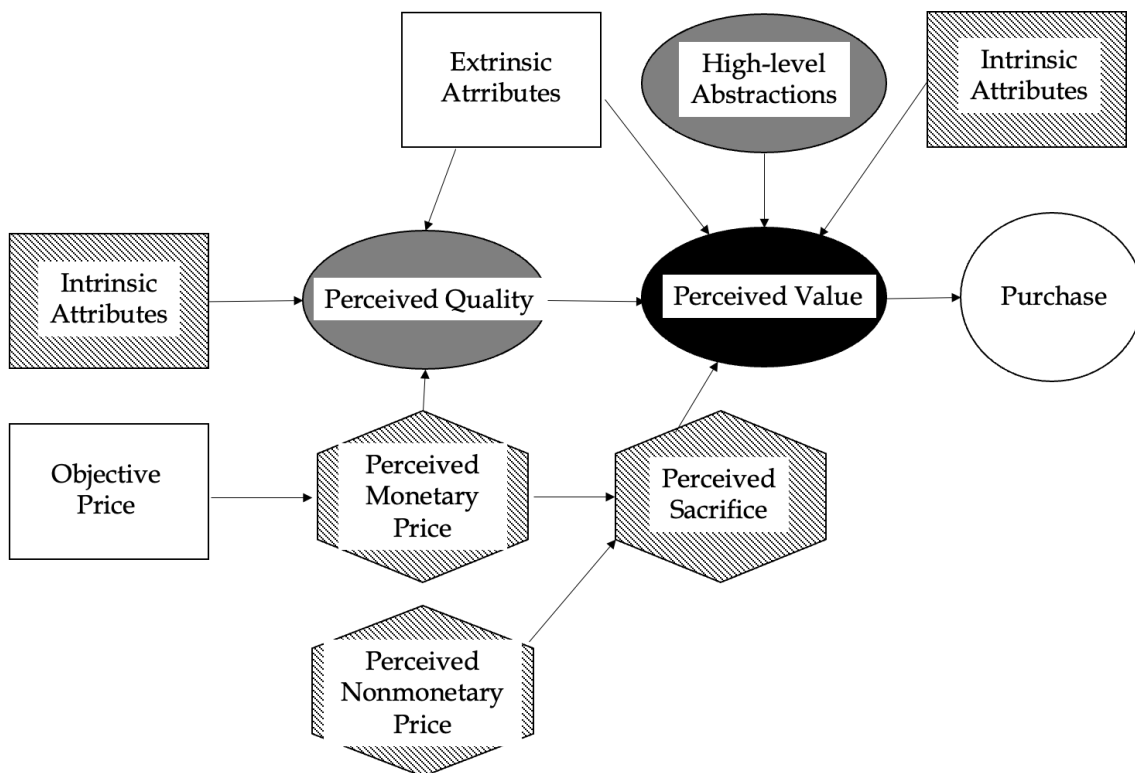 Extrinsic
Atrributes
High-level
Abstractions
Intrinsic
Attributes
Intrinsic
Attributes
Perceived Quality
Perceived Value
Purchase
Objective
Price
Perceived
Monetary
Price
Perceived
Sacrifice
Perceived
Nonmonetary
Price